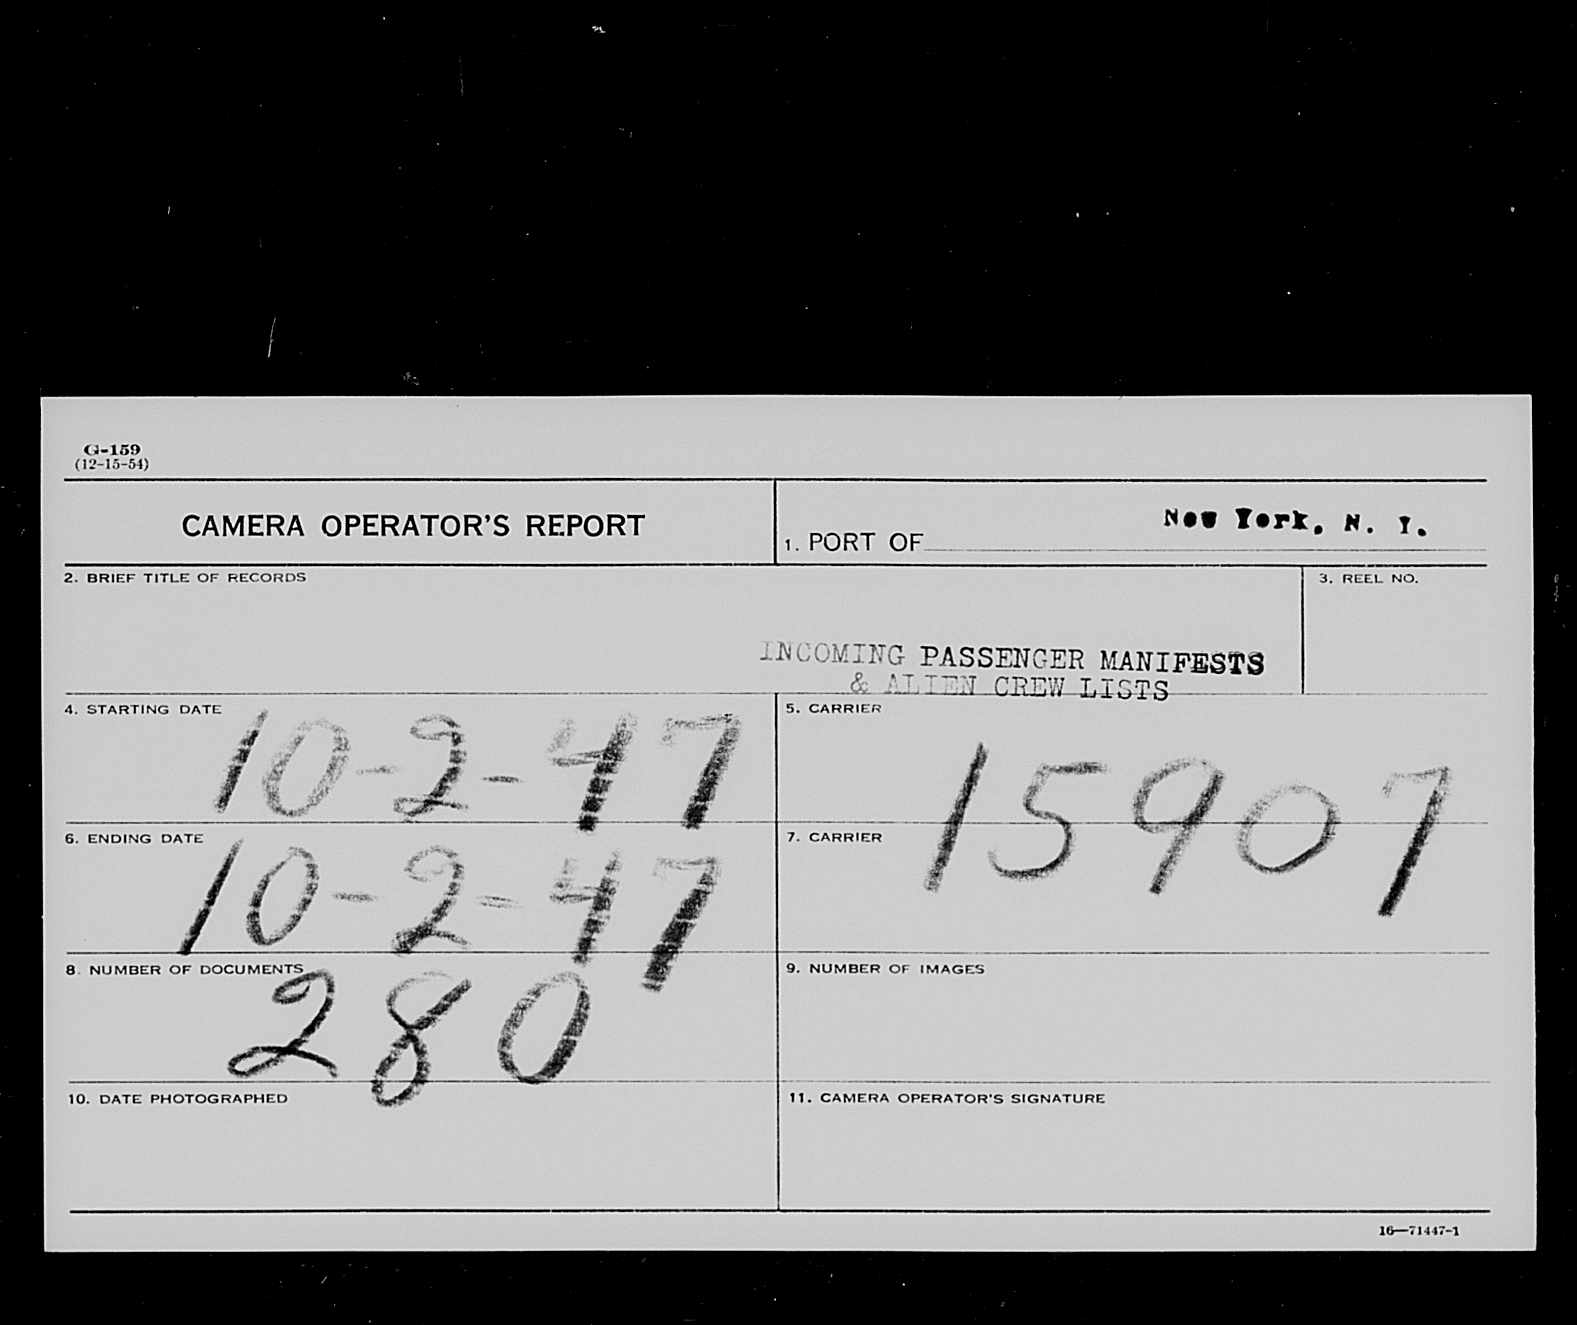 G-159
(12-15-54)
CAMERA OPERATOR'S REPORT
1. PORT OF New York, N. Y.
2. BRIEF TITLE OF RECORDS
3. REEL NO.
INCOMING PASSENGER MANIFESTS
& ALIEN CREW LISTS
4. STARTING DATE
10-2-47
5. CARRIER
15907
6. ENDING DATE
10-2-47
7. CARRIER
8. NUMBER OF DOCUMENTS
280
9. NUMBER OF IMAGES
10. DATE PHOTOGRAPHED
11. CAMERA OPERATOR'S SIGNATURE
16—71447-1